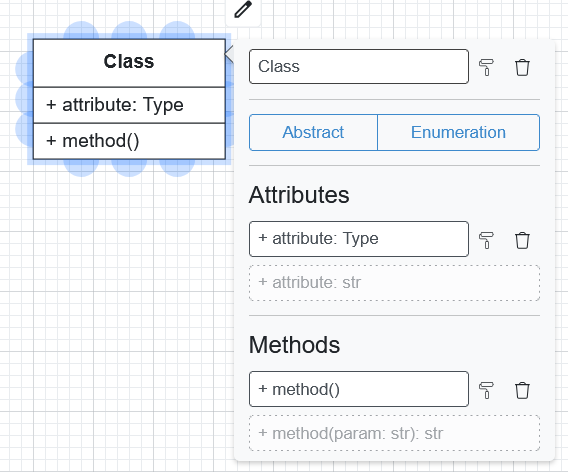 Class
+ attribute: Type
+ method()
Class
Abstract
Enumeration
Attributes
+ attribute: Type
+ attribute: str
Methods
+ method()
+ method(param: str): str